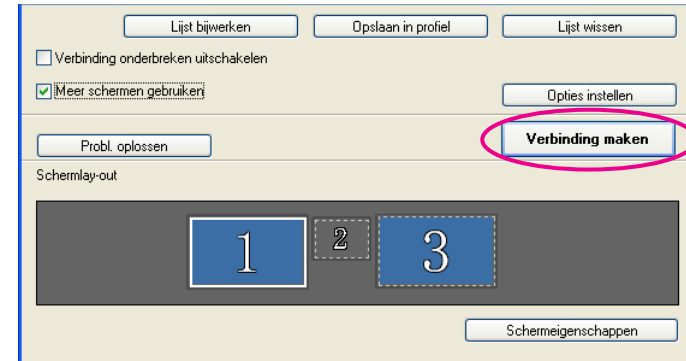 Lijst bijwerken Opslaan in profiel Lijst wissen
Verbinding onderbreken uitschakelen
Meer schermen gebruiken
Opties instellen
Verbinding maken
Probl. oplossen
Schermlay-out
1 2 3
Schermeigenschappen